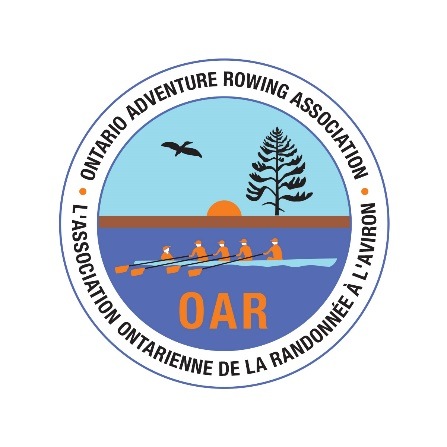 ONTARIO ADVENTURE ROWING ASSOCIATION
OAR
L'ASSOCIATION ONTARIENNE DE LA RANDONNÉE À L'AVIRON